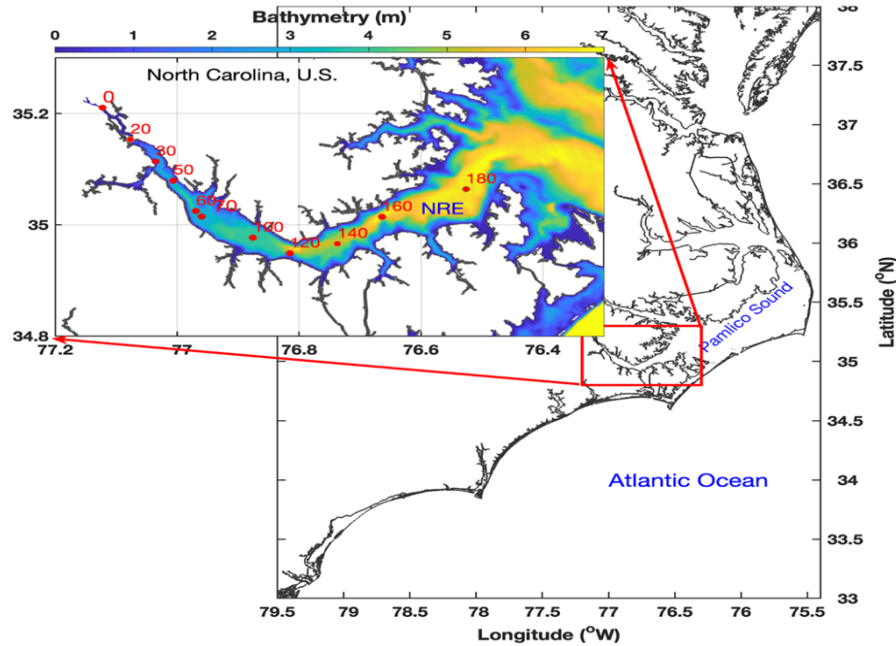 Bathymetry (m)
0 1 2 3 4 5 6 7
North Carolina, U.S.
35.2
35
34.8
77.2 77 76.8 76.6 76.4
0
20
30
50
60
70
100
120
140
160
180
NRE
38
37.5
37
36.5
36
35.5
35
34.5
34
33.5
33
Latitude (°N)
Pamlico Sound
Atlantic Ocean
79.5 79 78.5 78 77.5 77 76.5 76 75.5
Longitude (°W)